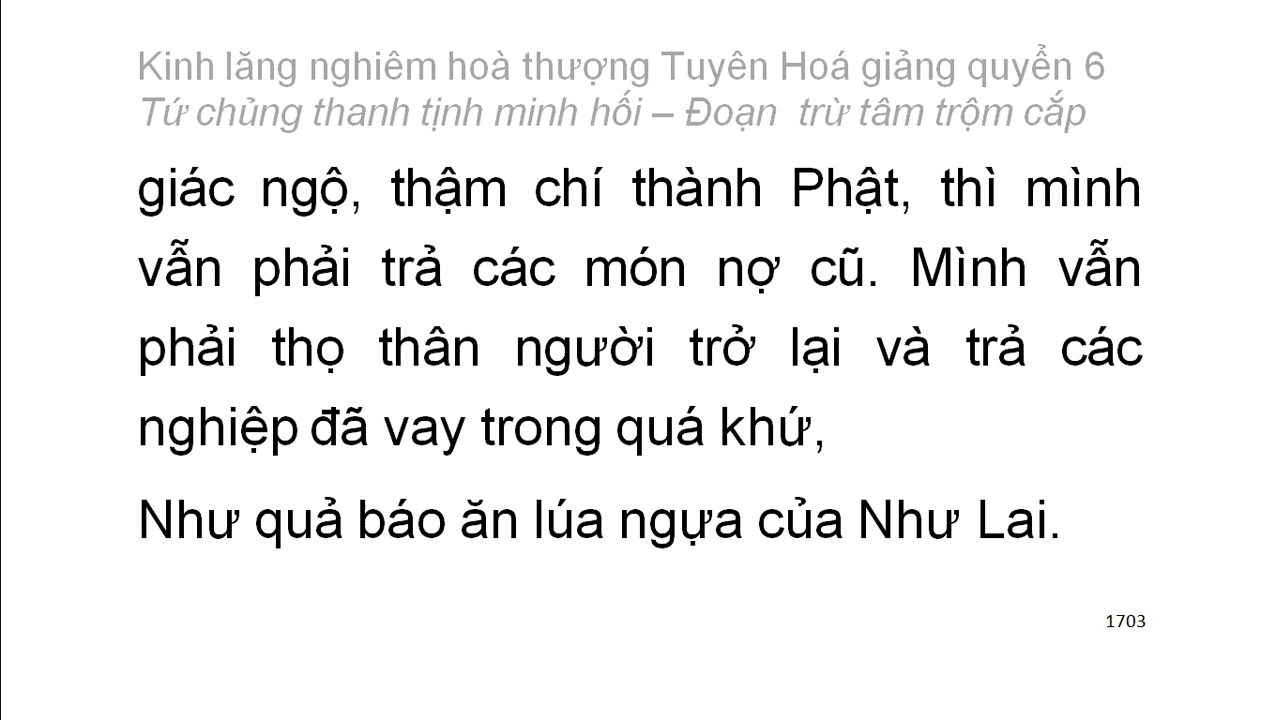 Kinh lăng nghiêm hoà thượng Tuyên Hoá giảng quyển 6
Tứ chủng thanh tịnh minh hối – Đoạn  trừ tâm trộm cắp
giác ngộ, thậm chí thành Phật, thì mình
vẫn phải trả các món nợ cũ. Mình vẫn
phải thọ thân người trở lại và trả các
nghiệp đã vay trong quá khứ,
Như quả báo ăn lúa ngựa của Như Lai.
1703